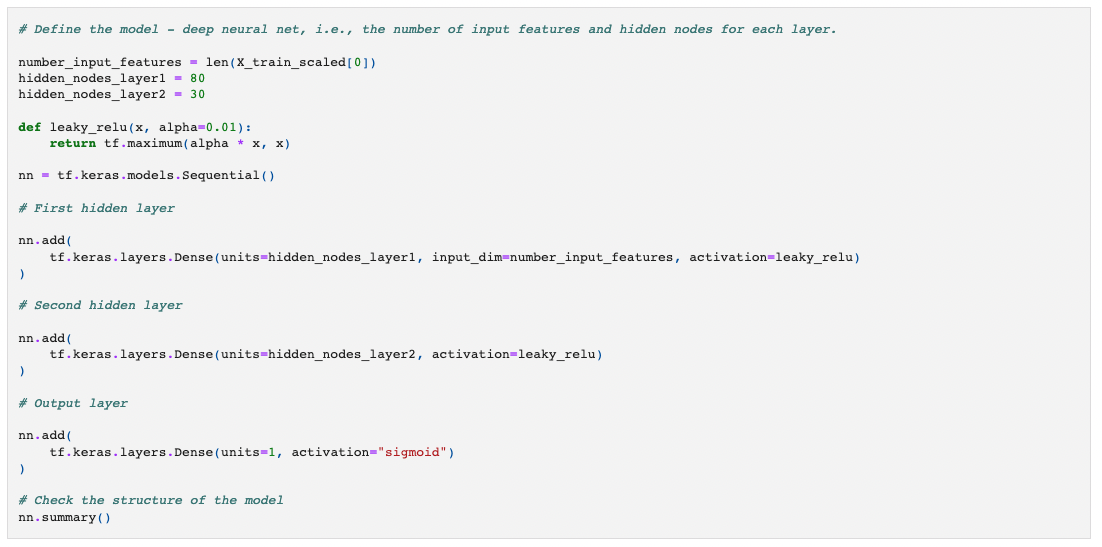 # Define the model - deep neural net, i.e., the number of input features and hidden nodes for each layer.
number_input_features = len(X_train_scaled[0])
hidden_nodes_layer1 = 80
hidden_nodes_layer2 = 30
def leaky_relu(x, alpha=0.01):
    return tf.maximum(alpha * x, x)
nn = tf.keras.models.Sequential()
# First hidden layer
nn.add(
    tf.keras.layers.Dense(units=hidden_nodes_layer1, input_dim=number_input_features, activation=leaky_relu)
)
# Second hidden layer
nn.add(
    tf.keras.layers.Dense(units=hidden_nodes_layer2, activation=leaky_relu)
)
# Output layer
nn.add(
    tf.keras.layers.Dense(units=1, activation="sigmoid")
)
# Check the structure of the model
nn.summary()